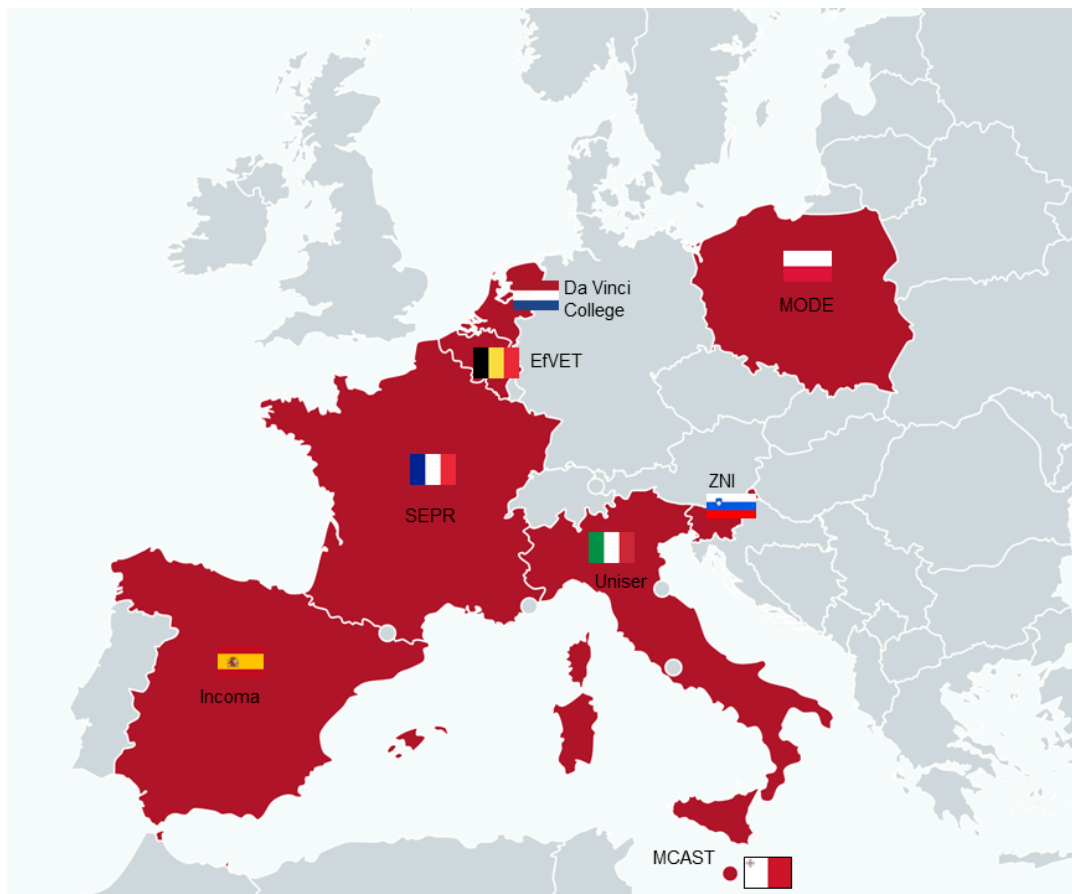 Da Vinci
College
MODE
EfVET
ZNI
SEPR
Uniser
Incoma
MCAST